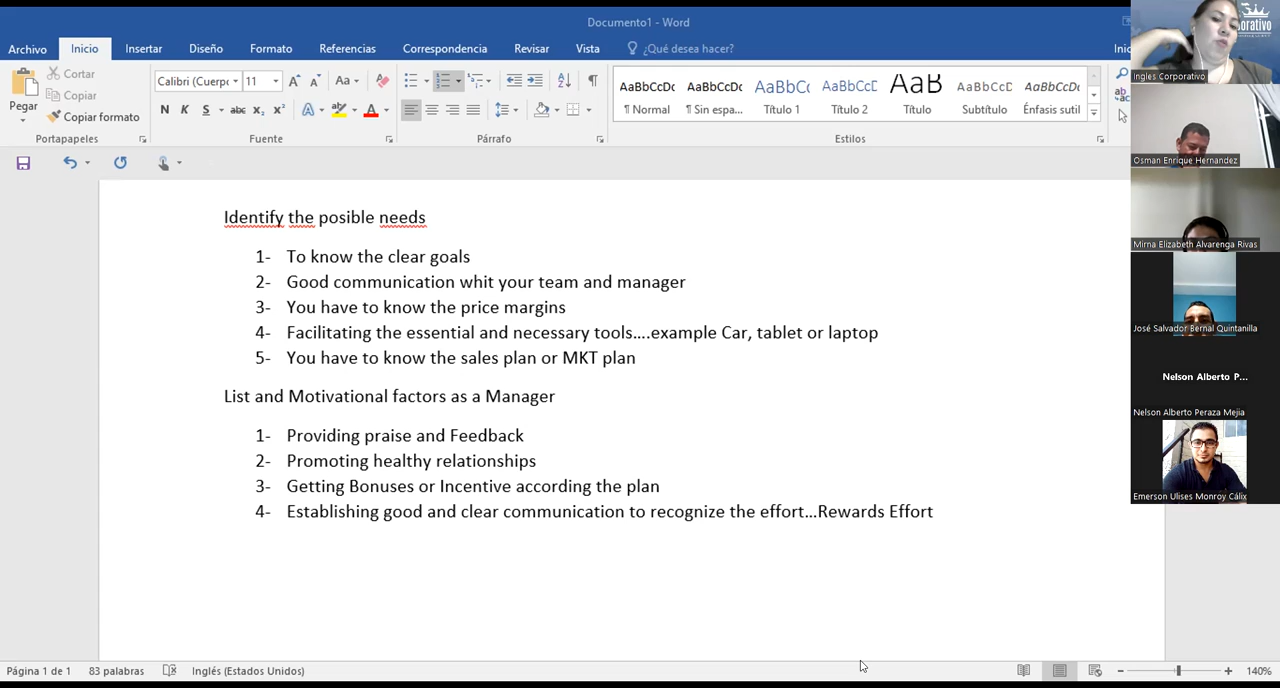 Documento1 - Word
Archivo Inicio Insertar Diseño Formato Referencias Correspondencia Revisar Vista ¿Qué desea hacer?
Cortar
Copiar
Pegar Copiar formato
Portapapeles
Calibri (Cuerpo 11
Aa
N K S abc x₂ x² A
Fuente
Párrafo
AaBbCcDc AaBbCcDc AaBbCc AaBbCcD AaB AaBbCcD AaBbCcDc
¶ Normal ¶ Sin espa... Título 1 Título 2 Título Subtítulo Énfasis sutil
Estilos
Identify the posible needs
1- To know the clear goals
2- Good communication whit your team and manager
3- You have to know the price margins
4- Facilitating the essential and necessary tools….example Car, tablet or laptop
5- You have to know the sales plan or MKT plan
List and Motivational factors as a Manager
1- Providing praise and Feedback
2- Promoting healthy relationships
3- Getting Bonuses or Incentive according the plan
4- Establishing good and clear communication to recognize the effort…Rewards Effort
Ingles Corporativo
Osman Enrique Hernandez
Mirna Elizabeth Alvarenga Rivas
José Salvador Bernal Quintanilla
Nelson Alberto P...
Nelson Alberto Peraza Mejia
Emerson Ulises Monroy Cálix
Página 1 de 1 83 palabras Inglés (Estados Unidos) 140%